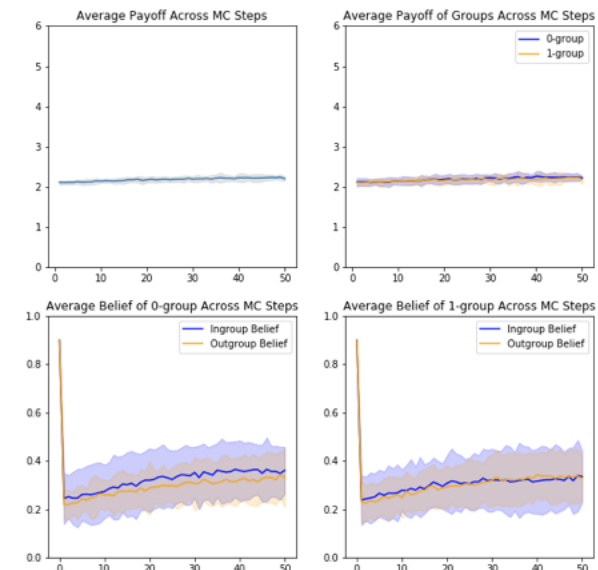 Average Payoff Across MC Steps
6
5
4
3
2
1
0
0 10 20 30 40 50
Average Payoff of Groups Across MC Steps
0-group
1-group
6
5
4
3
2
1
0
0 10 20 30 40 50
Average Belief of 0-group Across MC Steps
Ingroup Belief
Outgroup Belief
1.0
0.8
0.6
0.4
0.2
0.0
0 10 20 30 40 50
Average Belief of 1-group Across MC Steps
Ingroup Belief
Outgroup Belief
1.0
0.8
0.6
0.4
0.2
0.0
0 10 20 30 40 50